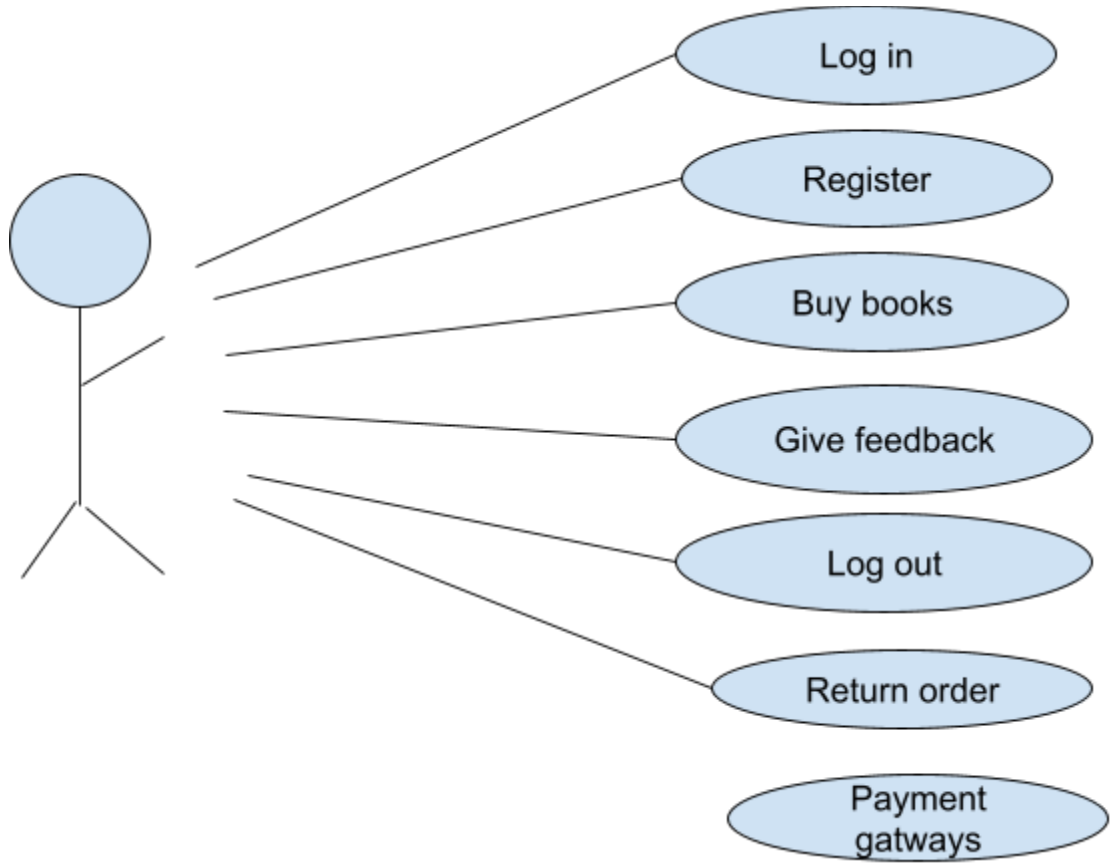 Log in
Register
Buy books
Give feedback
Log out
Return order
Payment
gatways